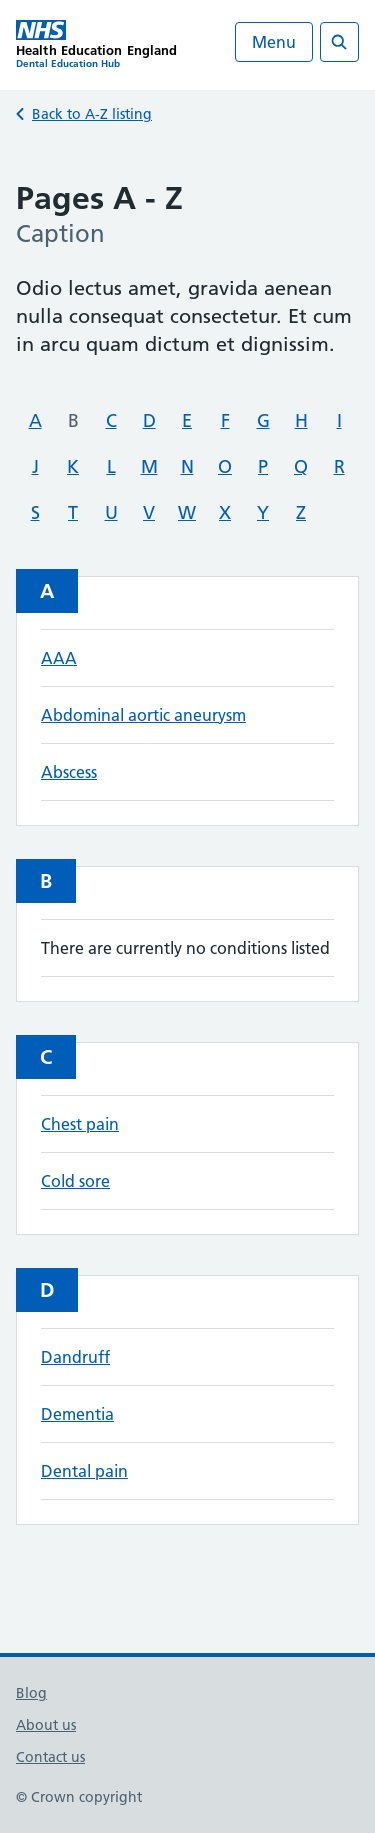 NHS
Health Education England
Dental Education Hub
Menu
Back to A-Z listing
Pages A - Z
Caption
Odio lectus amet, gravida aenean
nulla consequat consectetur. Et cum
in arcu quam dictum et dignissim.
A B C D E F G H I
J K L M N O P Q R
S T U V W X Y Z
A
AAA
Abdominal aortic aneurysm
Abscess
B
There are currently no conditions listed
C
Chest pain
Cold sore
D
Dandruff
Dementia
Dental pain
Blog
About us
Contact us
© Crown copyright